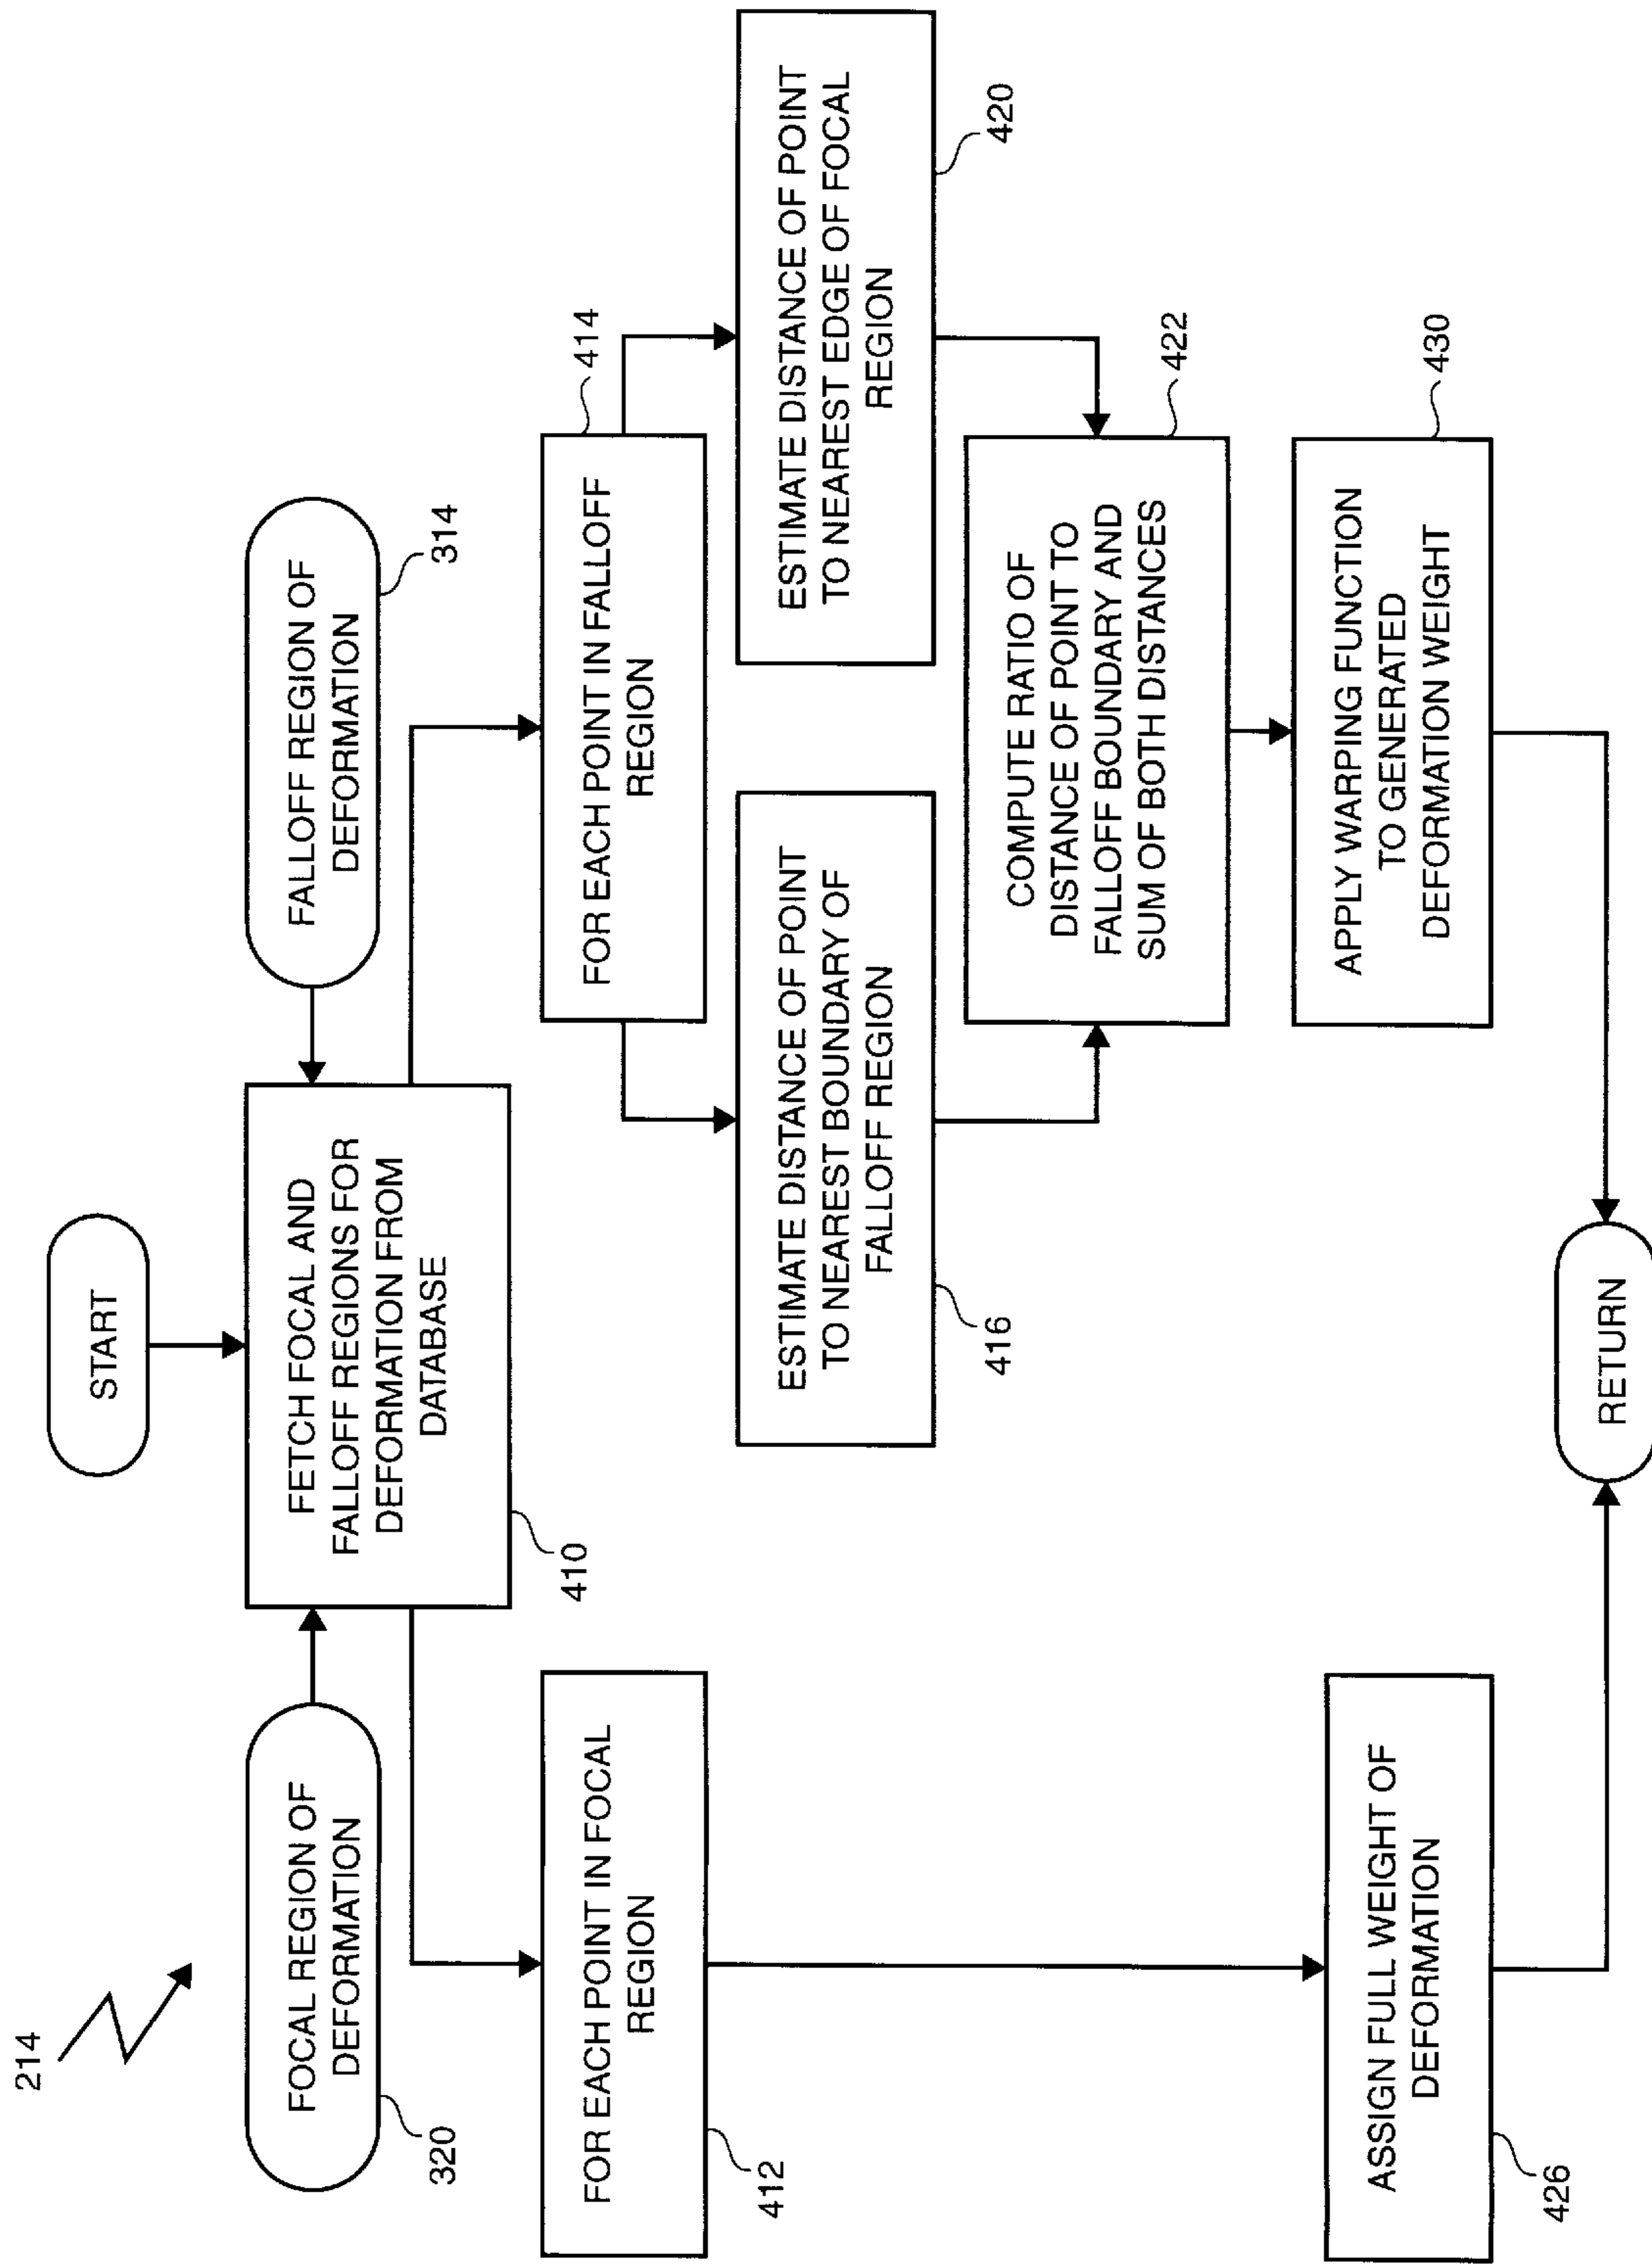 214
START
FOCAL REGION OF
DEFORMATION
320
FETCH FOCAL AND
FALLOFF REGIONS FOR
DEFORMATION FROM
DATABASE
410
FALLOFF REGION OF
DEFORMATION
314
FOR EACH POINT IN FOCAL
REGION
412
FOR EACH POINT IN FALLOFF
REGION
414
ESTIMATE DISTANCE OF POINT
TO NEAREST BOUNDARY OF
FALLOFF REGION
416
ESTIMATE DISTANCE OF POINT
TO NEAREST EDGE OF FOCAL
REGION
420
COMPUTE RATIO OF
DISTANCE OF POINT TO
FALLOFF BOUNDARY AND
SUM OF BOTH DISTANCES
422
ASSIGN FULL WEIGHT OF
DEFORMATION
426
APPLY WARPING FUNCTION
TO GENERATED
DEFORMATION WEIGHT
430
RETURN